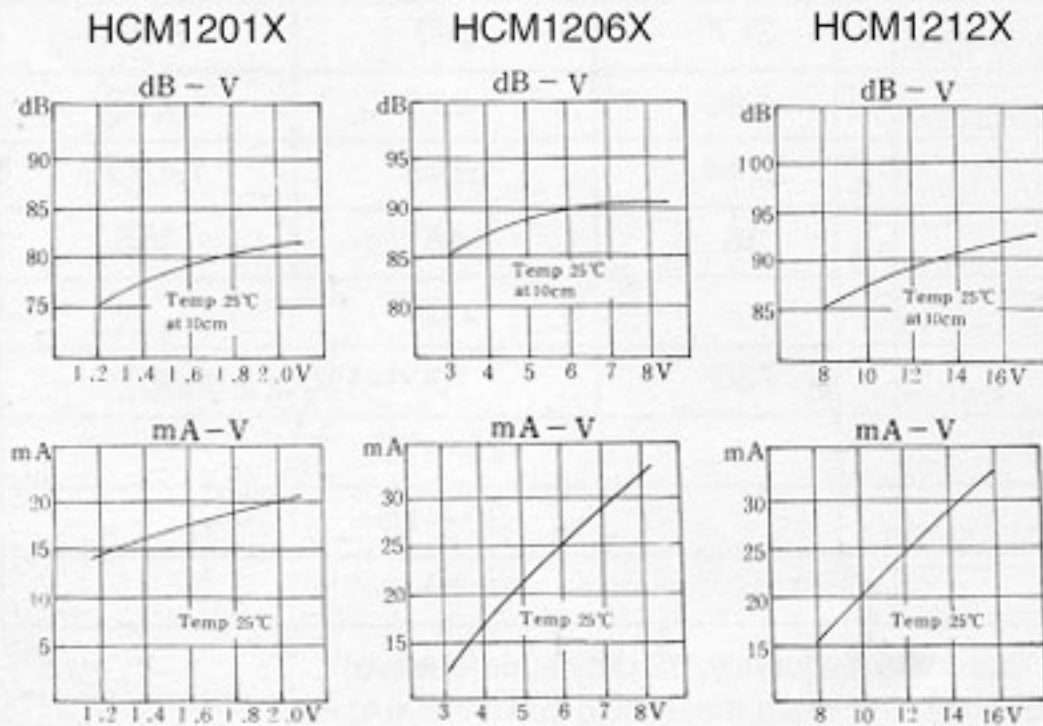 HCM1201X
dB – V
dB
90
85
80
75
Temp 25℃
at 10cm
1.2 1.4 1.6 1.8 2.0V
HCM1206X
dB – V
dB
95
90
85
80
Temp 25℃
at 10cm
3 4 5 6 7 8V
HCM1212X
dB – V
dB
100
95
90
85
Temp 25℃
at 10cm
8 10 12 14 16V
mA – V
mA
20
15
10
5
Temp 25℃
1.2 1.4 1.6 1.8 2.0V
mA – V
mA
30
25
20
15
Temp 25℃
3 4 5 6 7 8V
mA – V
mA
30
25
20
15
Temp 25℃
8 10 12 14 16V